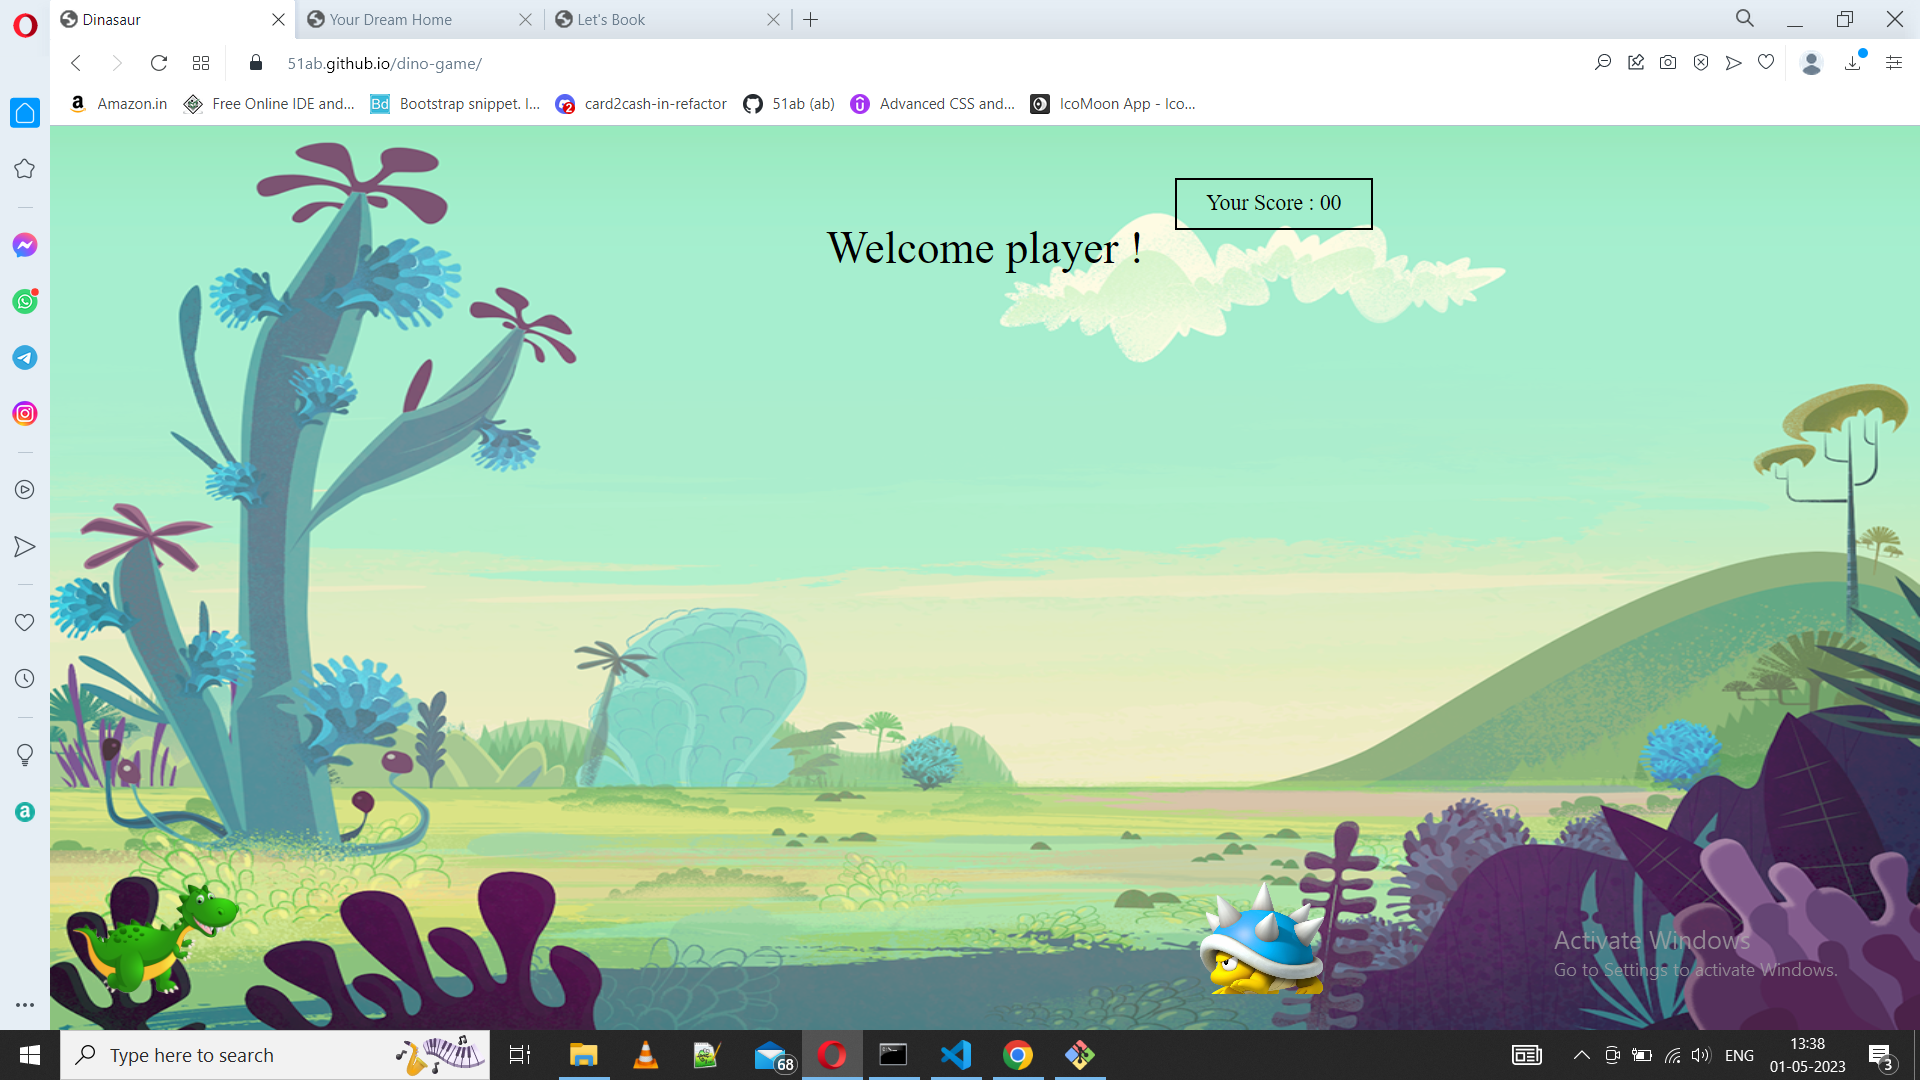 Dinasaur
Your Dream Home
Let's Book
51ab.github.io/dino-game/
Amazon.in
Free Online IDE and...
Bd
Bootstrap snippet. I...
2
card2cash-in-refactor
51ab (ab)
Advanced CSS and...
IcoMoon App - Ico...
Your Score : 00
Welcome player !
Activate Windows
Go to Settings to activate Windows.
Type here to search
68
ENG
13:38
01-05-2023
3